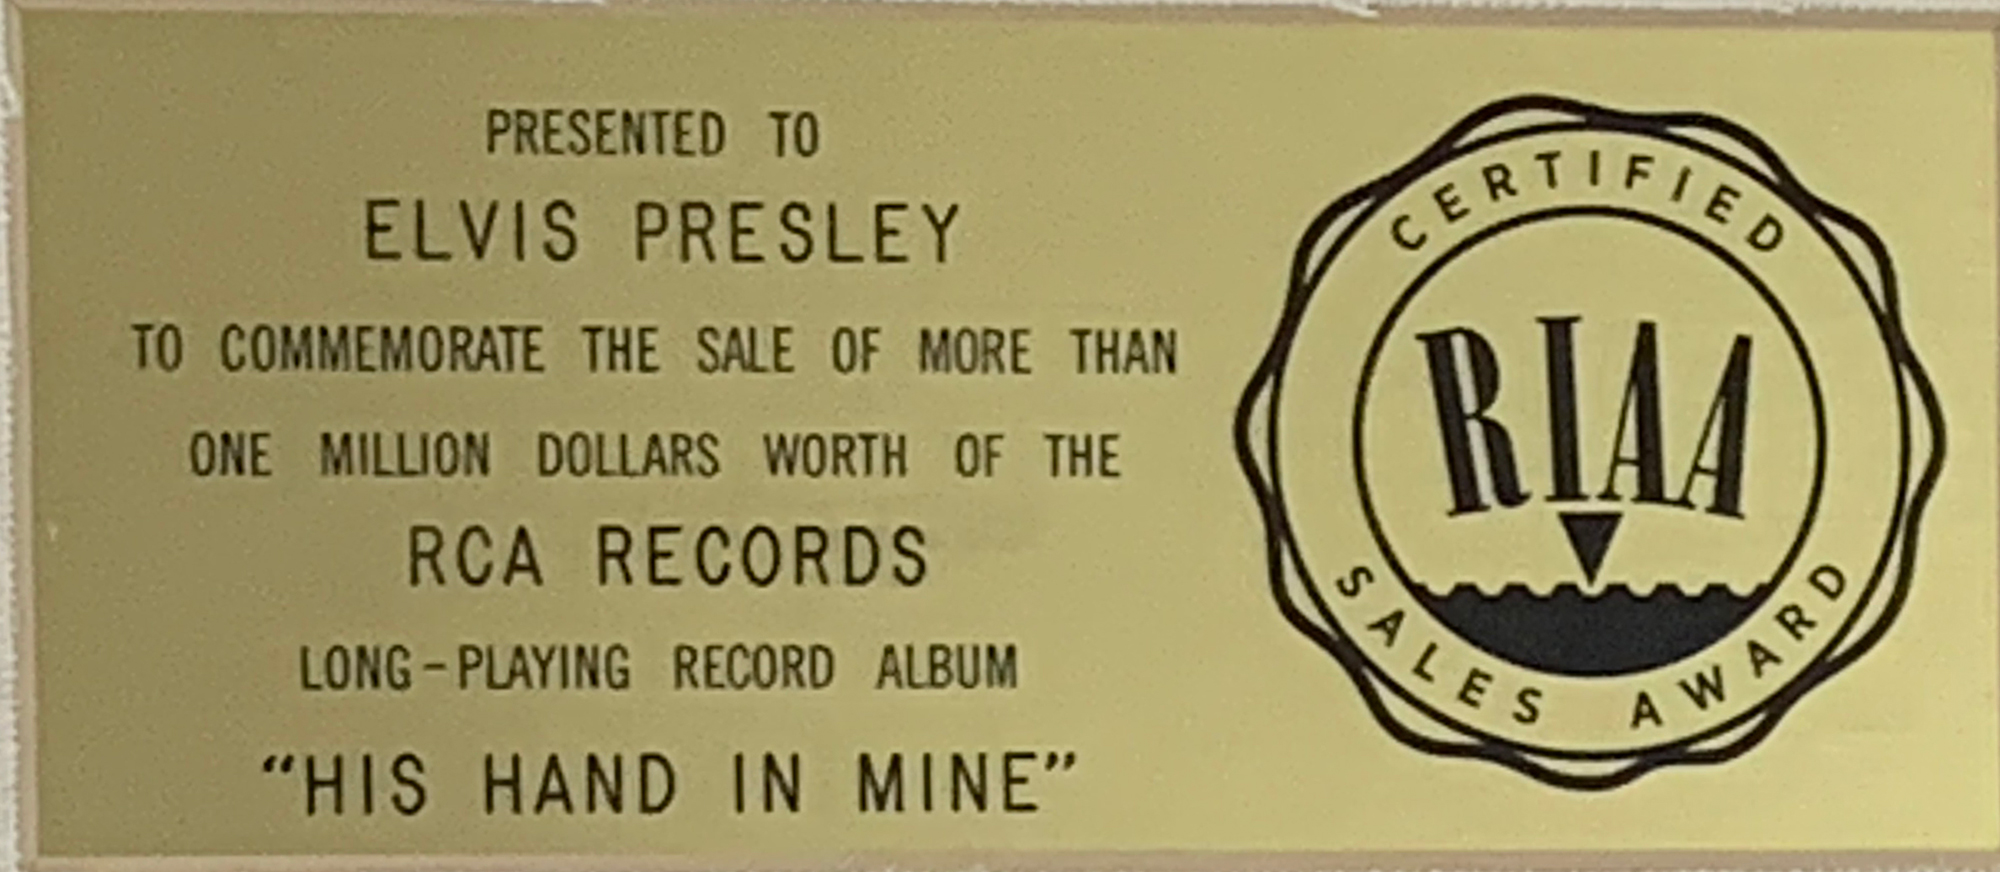 PRESENTED TO
ELVIS PRESLEY
TO COMMEMORATE THE SALE OF MORE THAN
ONE MILLION DOLLARS WORTH OF THE
RCA RECORDS
LONG-PLAYING RECORD ALBUM
“HIS HAND IN MINE”
CERTIFIED
RIAA
SALES AWARD